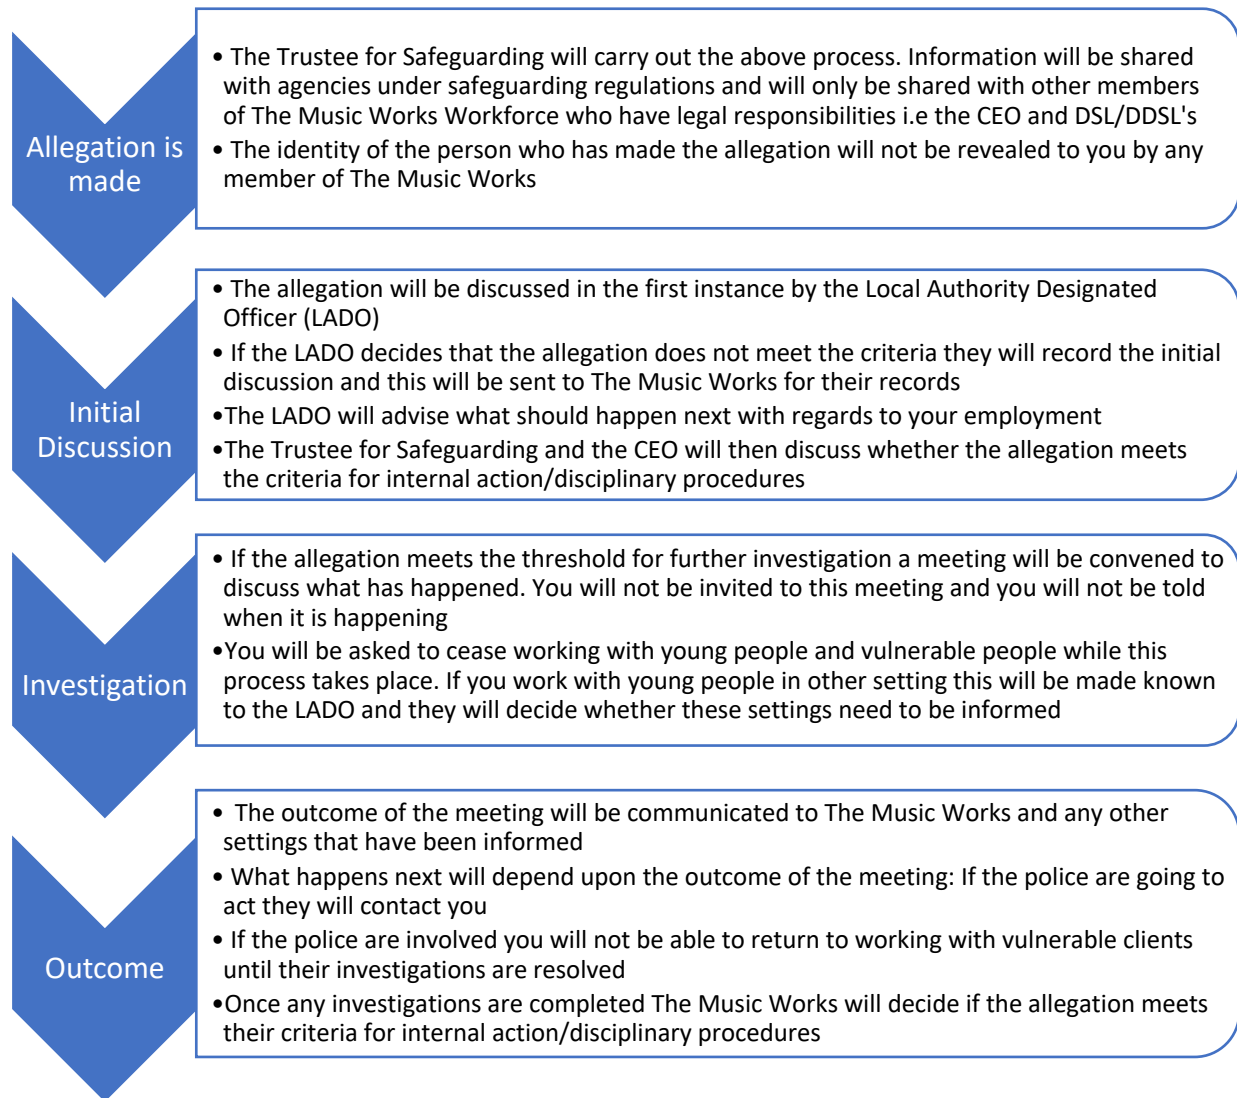 Allegation is
made
• The Trustee for Safeguarding will carry out the above process. Information will be shared
with agencies under safeguarding regulations and will only be shared with other members
of The Music Works Workforce who have legal responsibilities i.e the CEO and DSL/DDSL's
• The identity of the person who has made the allegation will not be revealed to you by any
member of The Music Works
Initial
Discussion
• The allegation will be discussed in the first instance by the Local Authority Designated
Officer (LADO)
• If the LADO decides that the allegation does not meet the criteria they will record the initial
discussion and this will be sent to The Music Works for their records
•The LADO will advise what should happen next with regards to your employment
•The Trustee for Safeguarding and the CEO will then discuss whether the allegation meets
the criteria for internal action/disciplinary procedures
Investigation
• If the allegation meets the threshold for further investigation a meeting will be convened to
discuss what has happened. You will not be invited to this meeting and you will not be told
when it is happening
•You will be asked to cease working with young people and vulnerable people while this
process takes place. If you work with young people in other setting this will be made known
to the LADO and they will decide whether these settings need to be informed
Outcome
• The outcome of the meeting will be communicated to The Music Works and any other
settings that have been informed
• What happens next will depend upon the outcome of the meeting: If the police are going to
act they will contact you
• If the police are involved you will not be able to return to working with vulnerable clients
until their investigations are resolved
•Once any investigations are completed The Music Works will decide if the allegation meets
their criteria for internal action/disciplinary procedures